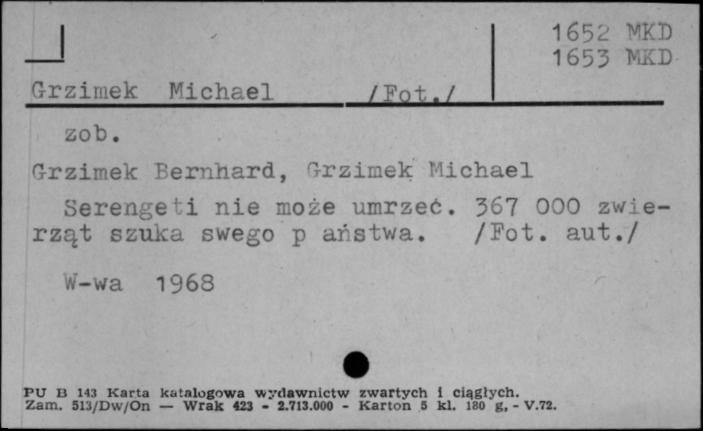 1652 MKD
1653 MKD
Grzimek Michael /Fot./
zob.
Grzimek Bernhard, Grzimek Michael
Serengeti nie może umrzeć. 367 000 zwie-
rząt szuka swego p aństwa. /Fot. aut./
W-wa 1968
PU B 143 Karta katalogowa wydawnictw zwartych i ciągłych.
Zam. 513/Dw/On — Wrak 423 - 2.713.000 - Karton 5 kl. 180 g, - V.72.